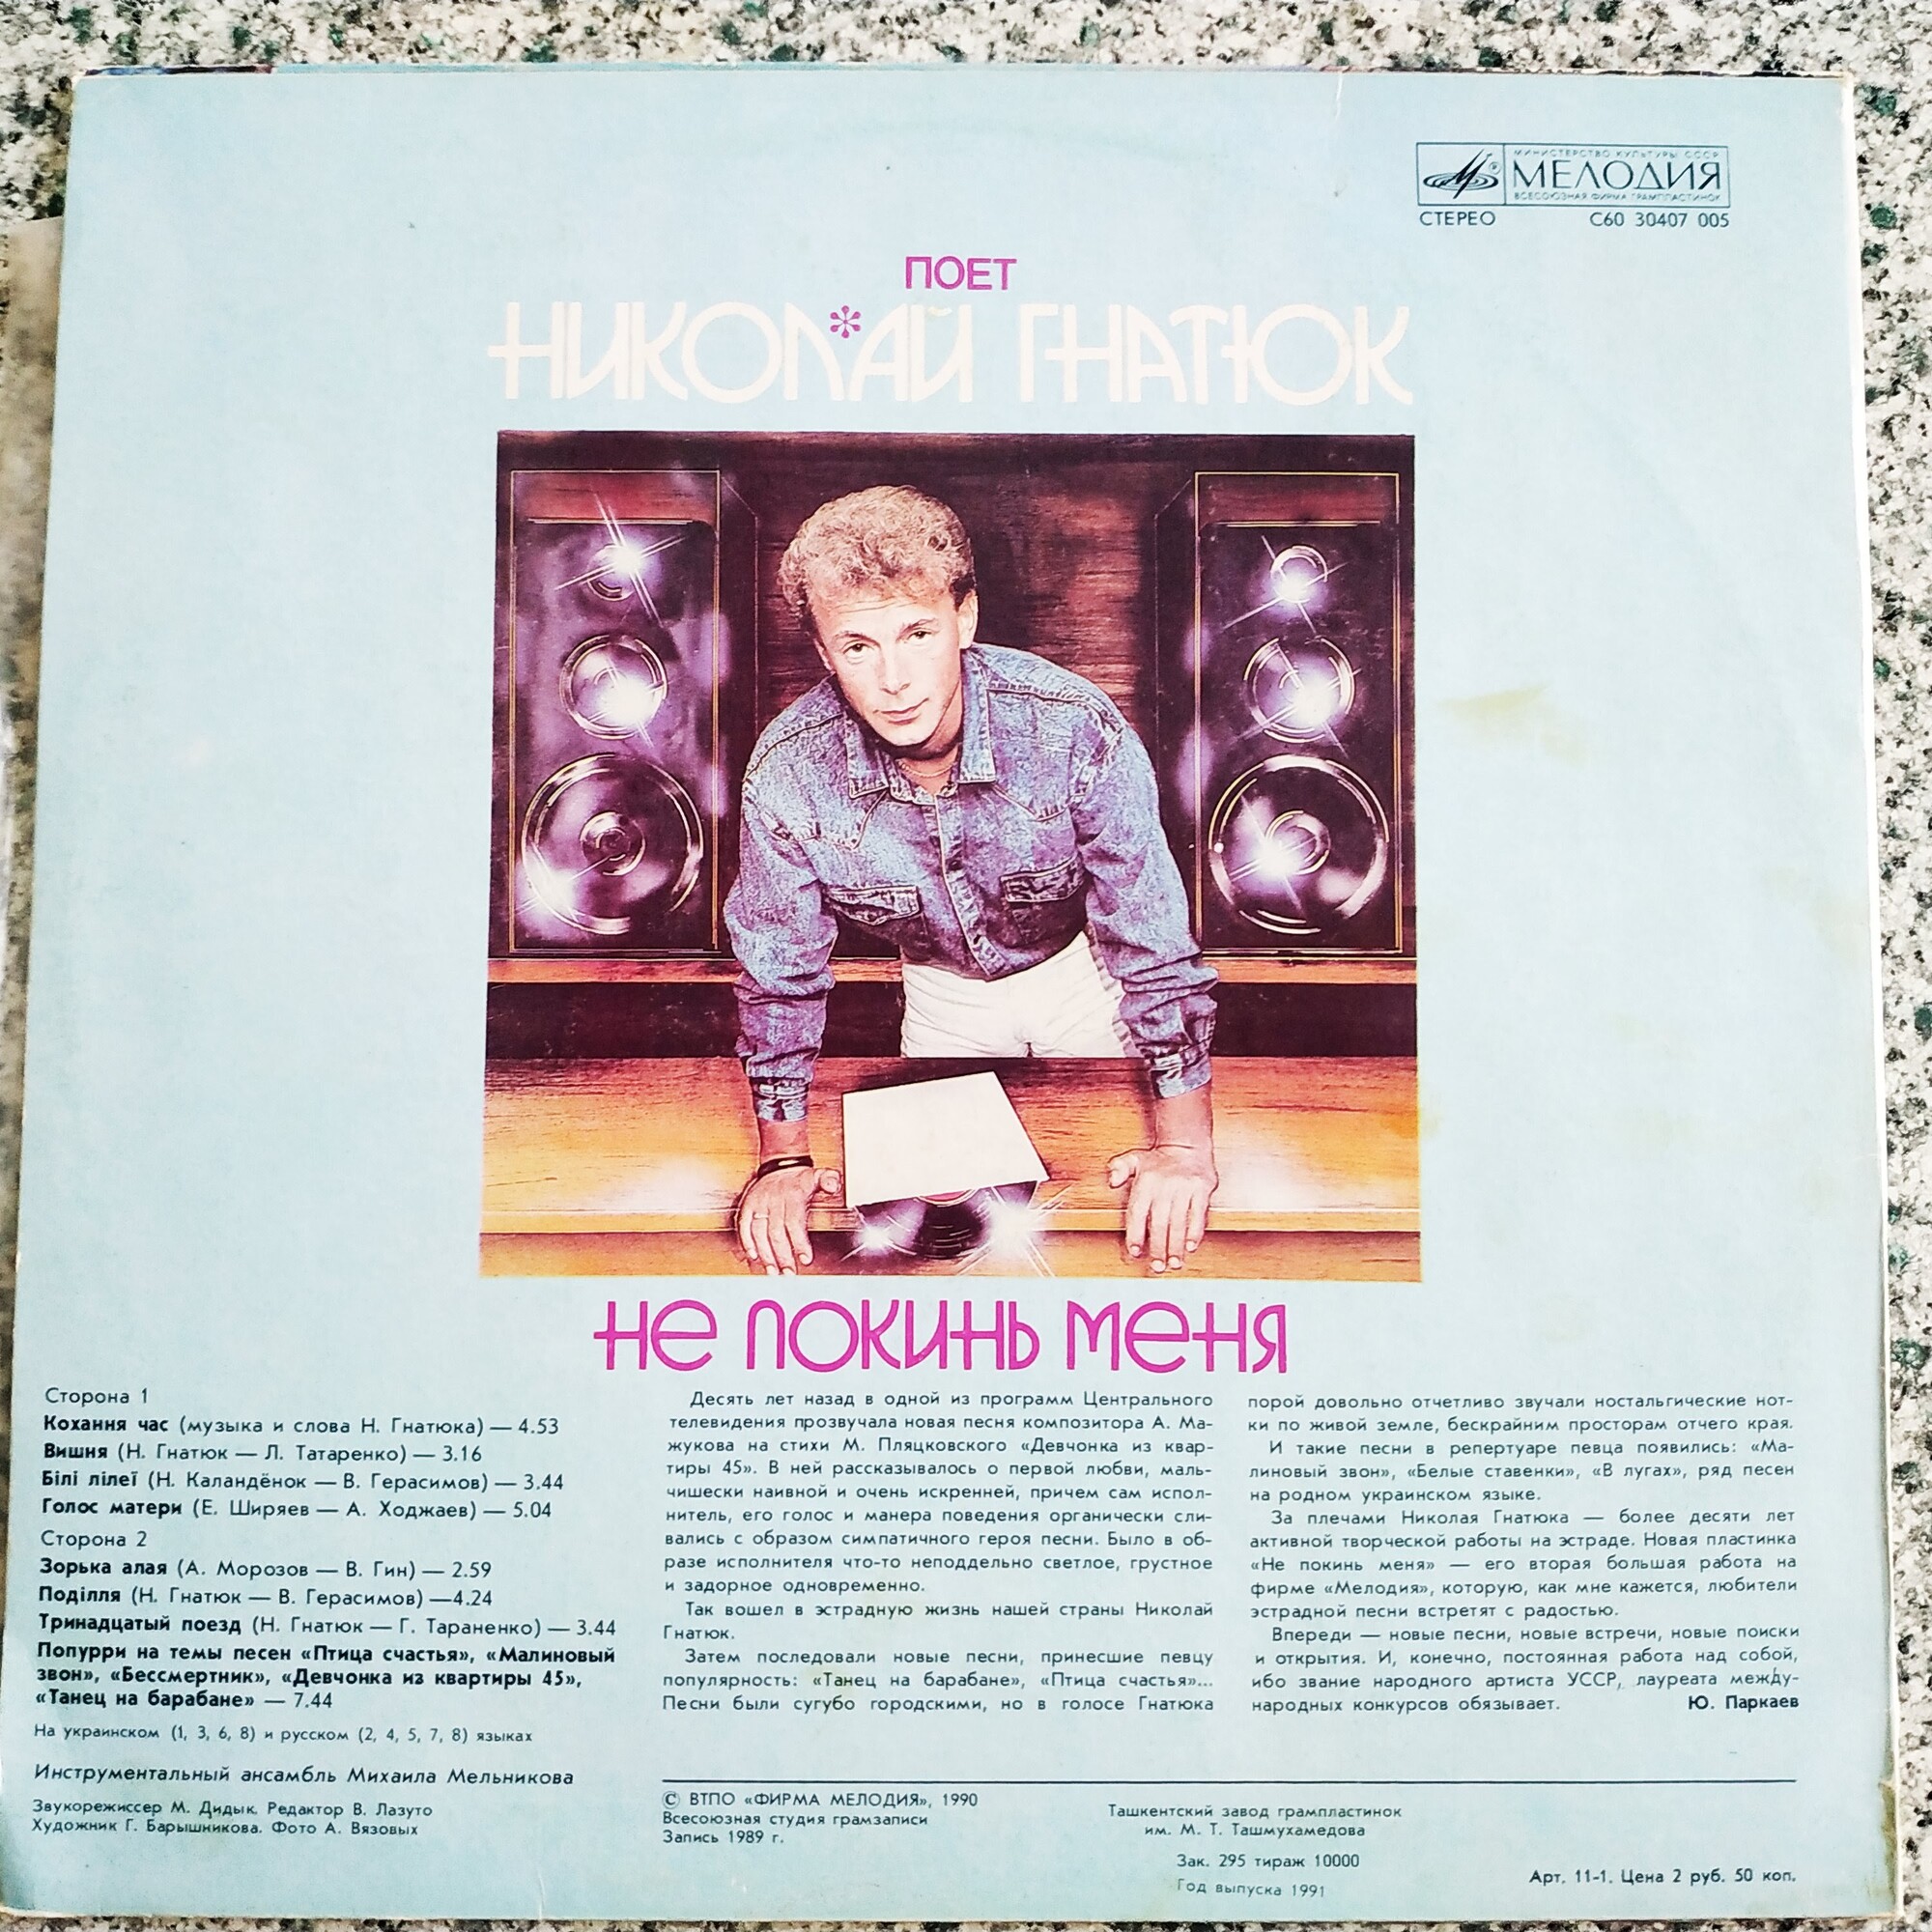 МИНИСТЕРСТВО КУЛЬТУРЫ СССР
МЕЛОДИЯ
ВСЕСОЮЗНАЯ ФИРМА ГРАМПЛАСТИНОК
СТЕРЕО С60 30407 005
ПОЕТ
НИКОЛАЙ ГНАТЮК
НЕ ПОКИНЬ МЕНЯ
Сторона 1
Кохання час (музыка и слова Н. Гнатюка) — 4.53
Вишня (Н. Гнатюк — Л. Татаренко) — 3.16
Білі лілеї (Н. Каландёнок — В. Герасимов) — 3.44
Голос матери (Е. Ширяев — А. Ходжаев) — 5.04
Сторона 2
Зорька алая (А. Морозов — В. Гин) — 2.59
Поділля (Н. Гнатюк — В. Герасимов) —4.24
Тринадцатый поезд (Н. Гнатюк — Г. Тараненко) — 3.44
Попурри на темы песен «Птица счастья», «Малиновый
звон», «Бессмертник», «Девчонка из квартиры 45»,
«Танец на барабане» — 7.44
На украинском (1, 3, 6, 8) и русском (2, 4, 5, 7, 8) языках
Инструментальный ансамбль Михаила Мельникова
Звукорежиссер М. Дидык. Редактор В. Лазуто
Художник Г. Барышникова. Фото А. Вязовых
Десять лет назад в одной из программ Центрального
телевидения прозвучала новая песня композитора А. Ма-
жукова на стихи М. Пляцковского «Девчонка из квар-
тиры 45». В ней рассказывалось о первой любви, маль-
чишески наивной и очень искренней, причем сам испол-
нитель, его голос и манера поведения органически сли-
вались с образом симпатичного героя песни. Было в об-
разе исполнителя что-то неподдельно светлое, грустное
и задорное одновременно.
Так вошел в эстрадную жизнь нашей страны Николай
Гнатюк.
Затем последовали новые песни, принесшие певцу
популярность: «Танец на барабане», «Птица счастья»...
Песни были сугубо городскими, но в голосе Гнатюка
порой довольно отчетливо звучали ностальгические нот-
ки по живой земле, бескрайним просторам отчего края.
И такие песни в репертуаре певца появились: «Ма-
линовый звон», «Белые ставенки», «В лугах», ряд песен
на родном украинском языке.
За плечами Николая Гнатюка — более десяти лет
активной творческой работы на эстраде. Новая пластинка
«Не покинь меня» — его вторая большая работа на
фирме «Мелодия», которую, как мне кажется, любители
эстрадной песни встретят с радостью.
Впереди — новые песни, новые встречи, новые поиски
и открытия. И, конечно, постоянная работа над собой,
ибо звание народного артиста УССР, лауреата между-
народных конкурсов обязывает. Ю. Паркаев
© ВТПО «ФИРМА МЕЛОДИЯ», 1990
Всесоюзная студия грамзаписи
Запись 1989 г.
Ташкентский завод грампластинок
им. М. Т. Ташмухамедова
Зак. 295 тираж 10000
Год выпуска 1991
Арт. 11-1. Цена 2 руб. 50 коп.